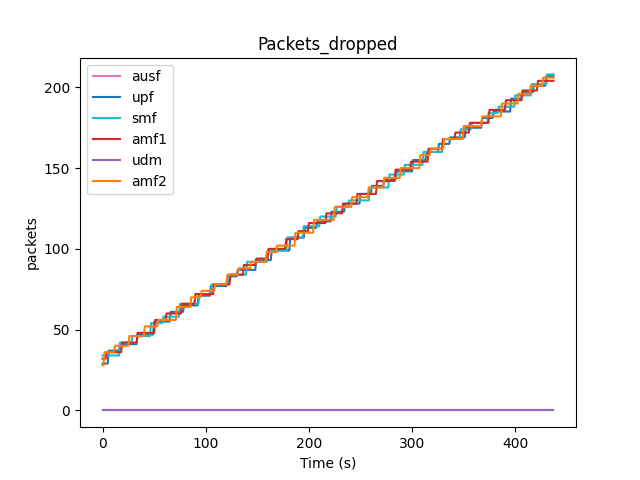 Packets_dropped
ausf
upf
smf
amf1
udm
amf2
packets
200
150
100
50
0
0 100 200 300 400
Time (s)